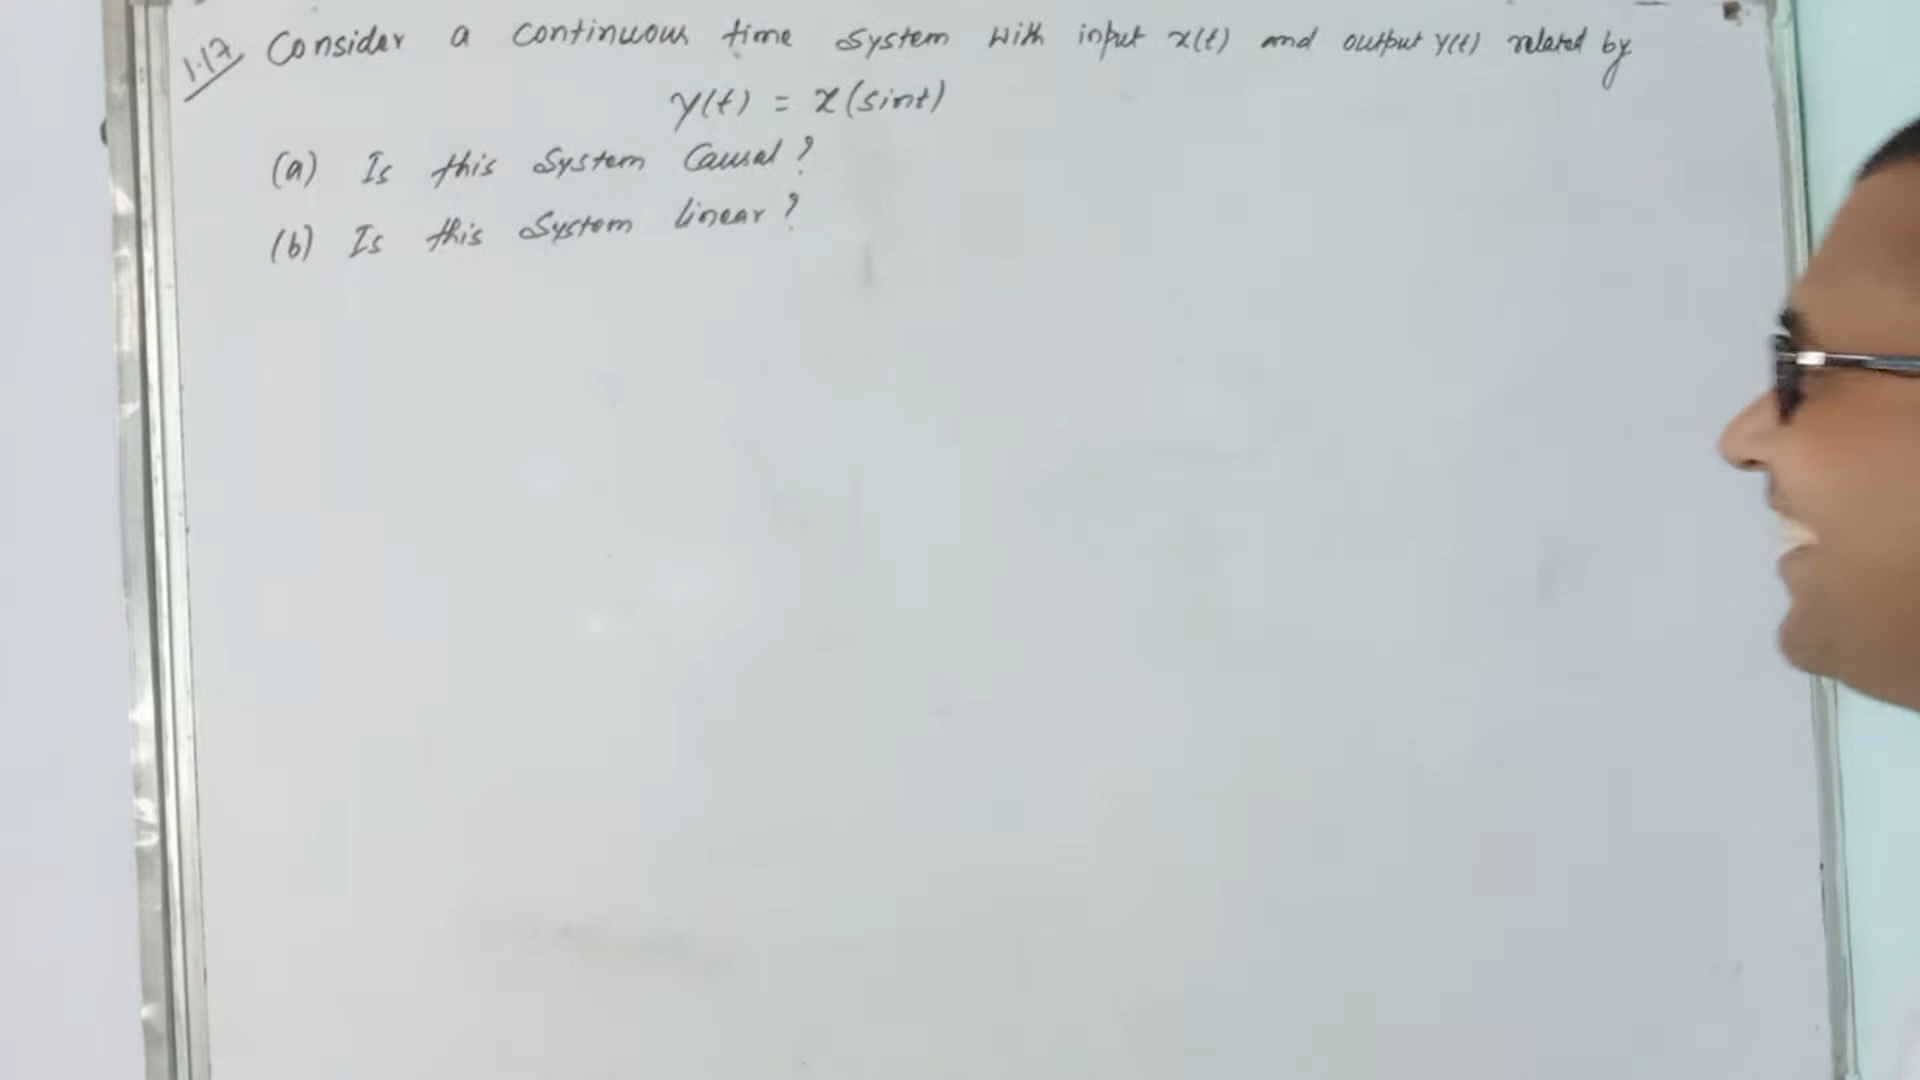 1.17 Consider a continuous time system with input x(t) and output y(t) related by
y(t) = x(sint)
(a) Is this system Causal ?
(b) Is this system linear ?